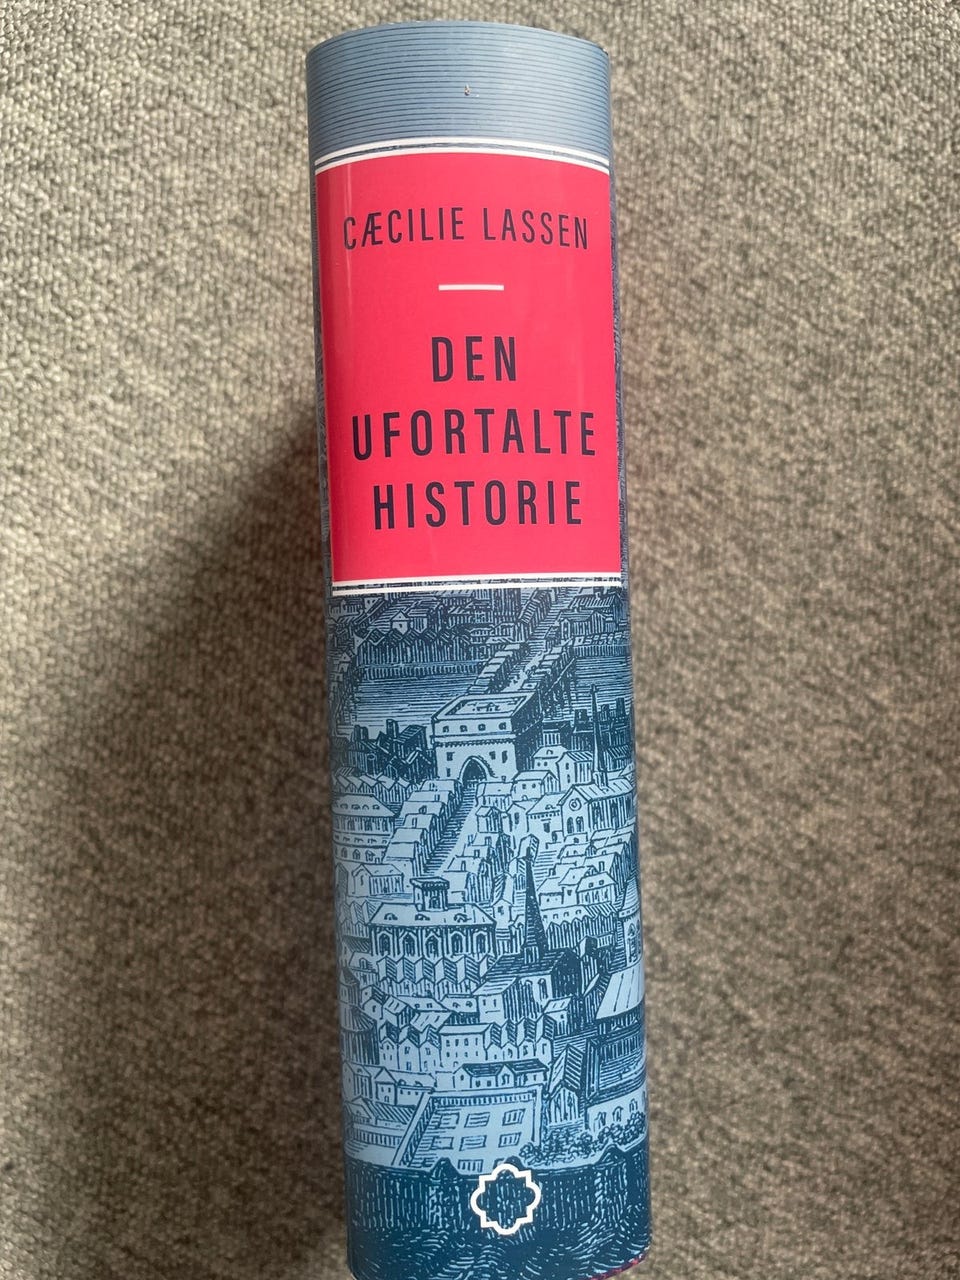 CÆCILIE LASSEN
DEN
UFORTALTE
HISTORIE